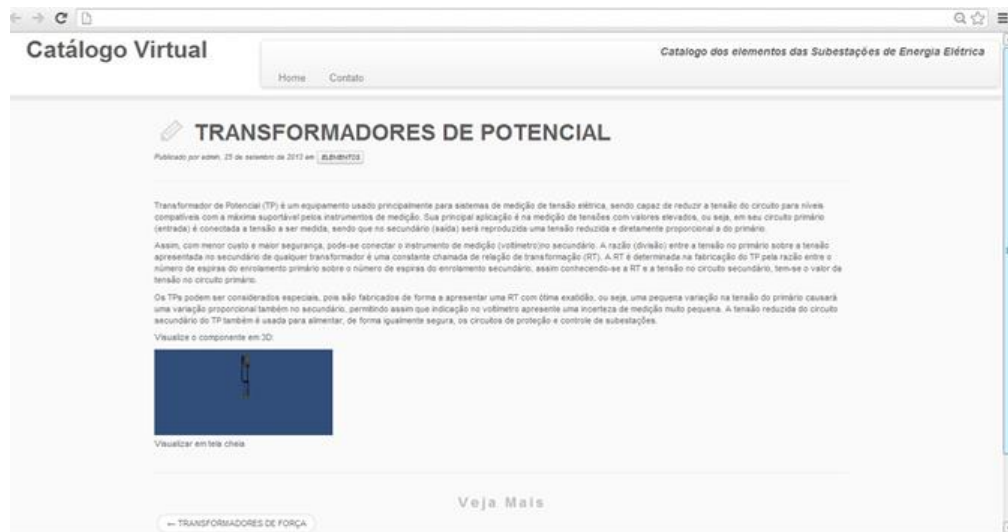 Catálogo Virtual
Catalogo dos elementos das Subestações de Energia Elétrica
Home Contato
TRANSFORMADORES DE POTENCIAL
Publicado por admin, 25 de setembro de 2013 em ELEMENTOS
Transformador de Potencial (TP) é um equipamento usado principalmente para sistemas de medição de tensão elétrica, sendo capaz de reduzir a tensão do circuito para níveis
compatíveis com a máxima suportável pelos instrumentos de medição. Sua principal aplicação é na medição de tensões com valores elevados, ou seja, em seu circuito primário
(entrada) é conectada a tensão a ser medida, sendo que no secundário (saída) será reproduzida uma tensão reduzida e diretamente proporcional a do primário.
Assim, com menor custo e maior segurança, pode-se conectar o instrumento de medição (voltímetro)no secundário. A razão (divisão) entre a tensão no primário sobre a tensão
apresentada no secundário de qualquer transformador é uma constante chamada de relação de transformação (RT). A RT é determinada na fabricação do TP pela razão entre o
número de espiras do enrolamento primário sobre o número de espiras do enrolamento secundário, assim conhecendo-se a RT e a tensão no circuito secundário, tem-se o valor da
tensão no circuito primário.
Os TPs podem ser considerados especiais, pois são fabricados de forma a apresentar uma RT com ótima exatidão, ou seja, uma pequena variação na tensão do primário causará
uma variação proporcional também no secundário, permitindo assim que indicação no voltímetro apresente uma incerteza de medição muito pequena. A tensão reduzida do circuito
secundário do TP também é usada para alimentar, de forma igualmente segura, os circuitos de proteção e controle de subestações.
Visualize o componente em 3D:
Visualizar em tela cheia
Veja Mais
← TRANSFORMADORES DE FORÇA